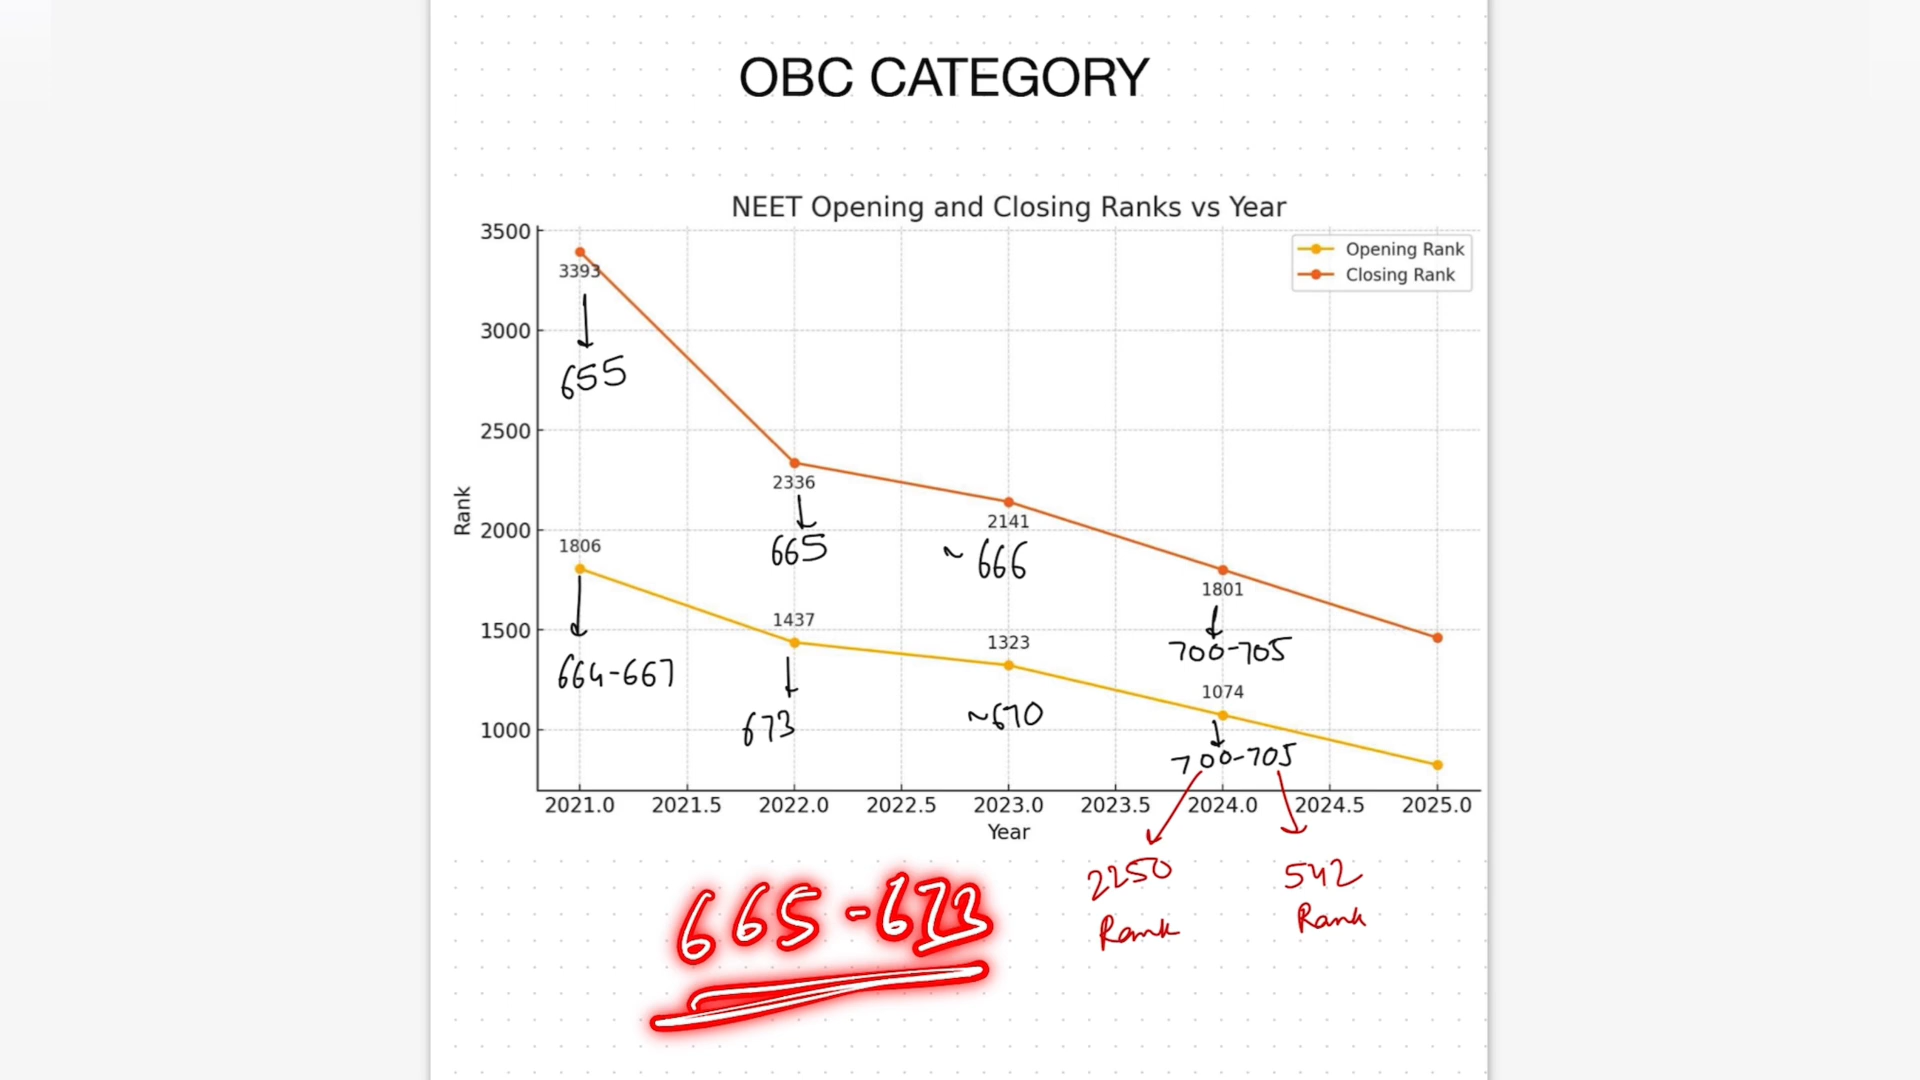 OBC CATEGORY
NEET Opening and Closing Ranks vs Year
Opening Rank
Closing Rank
3500
3000
2500
2000
1500
1000
Rank
3393
655
2336
665
2141
~ 666
1801
700-705
1806
664-667
1437
673
1323
~670
1074
700-705
2021.0 2021.5 2022.0 2022.5 2023.0 2023.5 2024.0 2024.5 2025.0
Year
2250
Rank
542
Rank
665-673